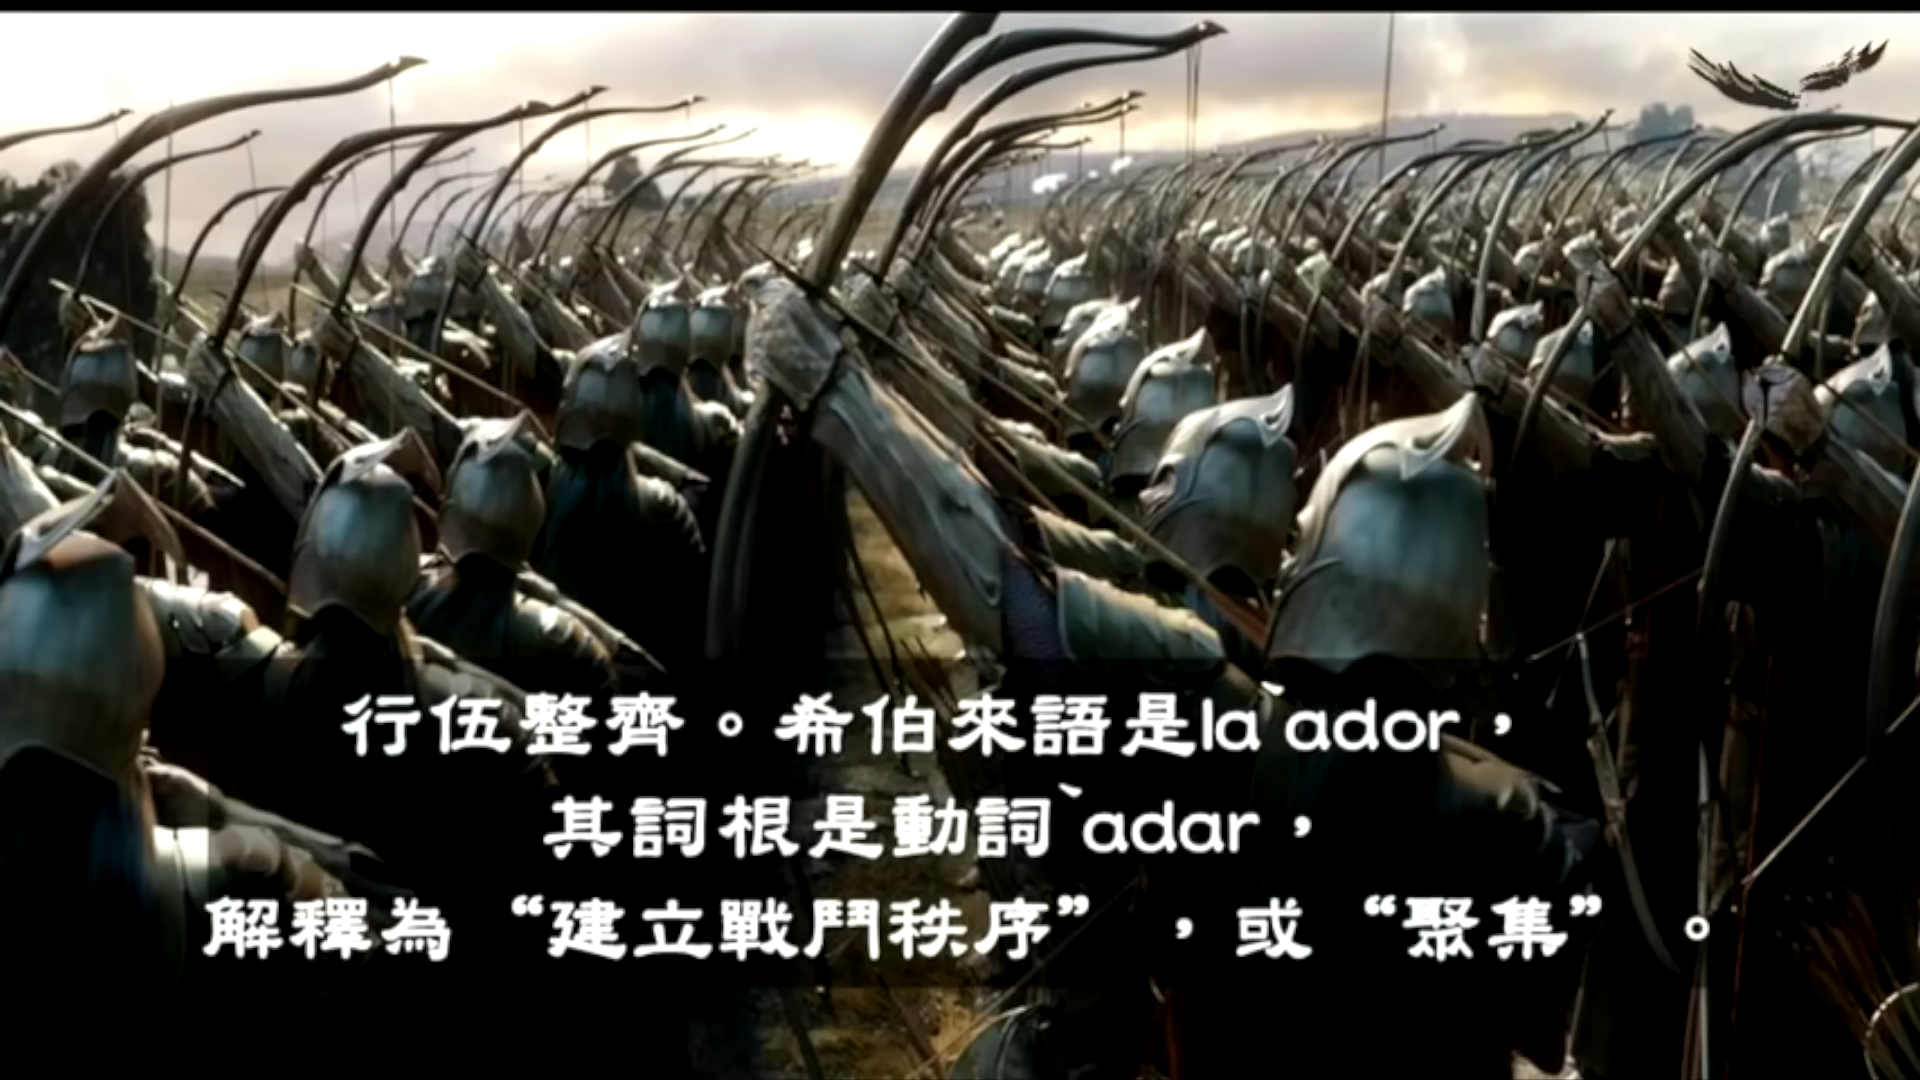 行伍整齊。希伯來語是la`ador，
其詞根是動詞`adar，
解釋為“建立戰鬥秩序”，或“聚集”。